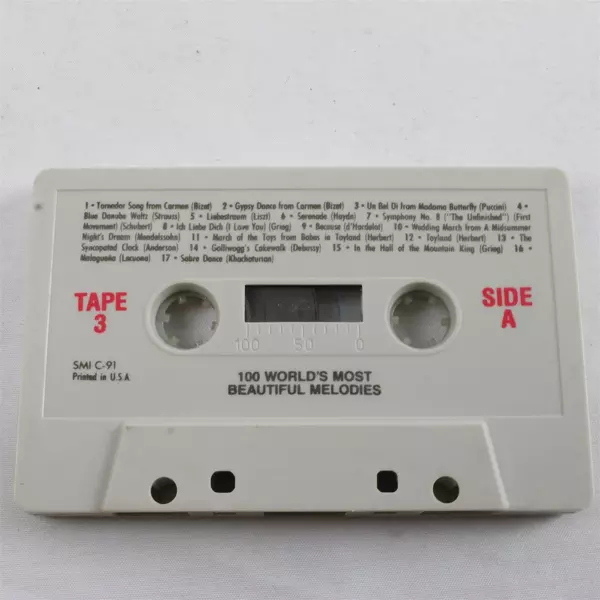 1 • Toreador Song from Carmen (Bizet) 2 • Gypsy Dance from Carmen (Bizet) 3 • Un Bel Di from Madama Butterfly (Puccini) 4 •
Blue Danube Waltz (Strauss) 5 • Liebestraum (Liszt) 6 • Serenade (Haydn) 7 • Symphony No. 8 ("The Unfinished") (First
Movement) (Schubert) 8 • Ich Liebe Dich (I Love You) (Grieg) 9 • Because (d'Hardelot) 10 • Wedding March from A Midsummer
Night's Dream (Mendelssohn) 11 • March of the Toys from Babes in Toyland (Herbert) 12 • Toyland (Herbert) 13 • The
Syncopated Clock (Anderson) 14 • Golliwogg's Cakewalk (Debussy) 15 • In the Hall of the Mountain King (Grieg) 16 •
Malaguena (Lecuona) 17 • Sabre Dance (Khachaturian)
TAPE
3
SIDE
A
100 50 0
SMI C-91
Printed in U.S.A.
100 WORLD'S MOST
BEAUTIFUL MELODIES